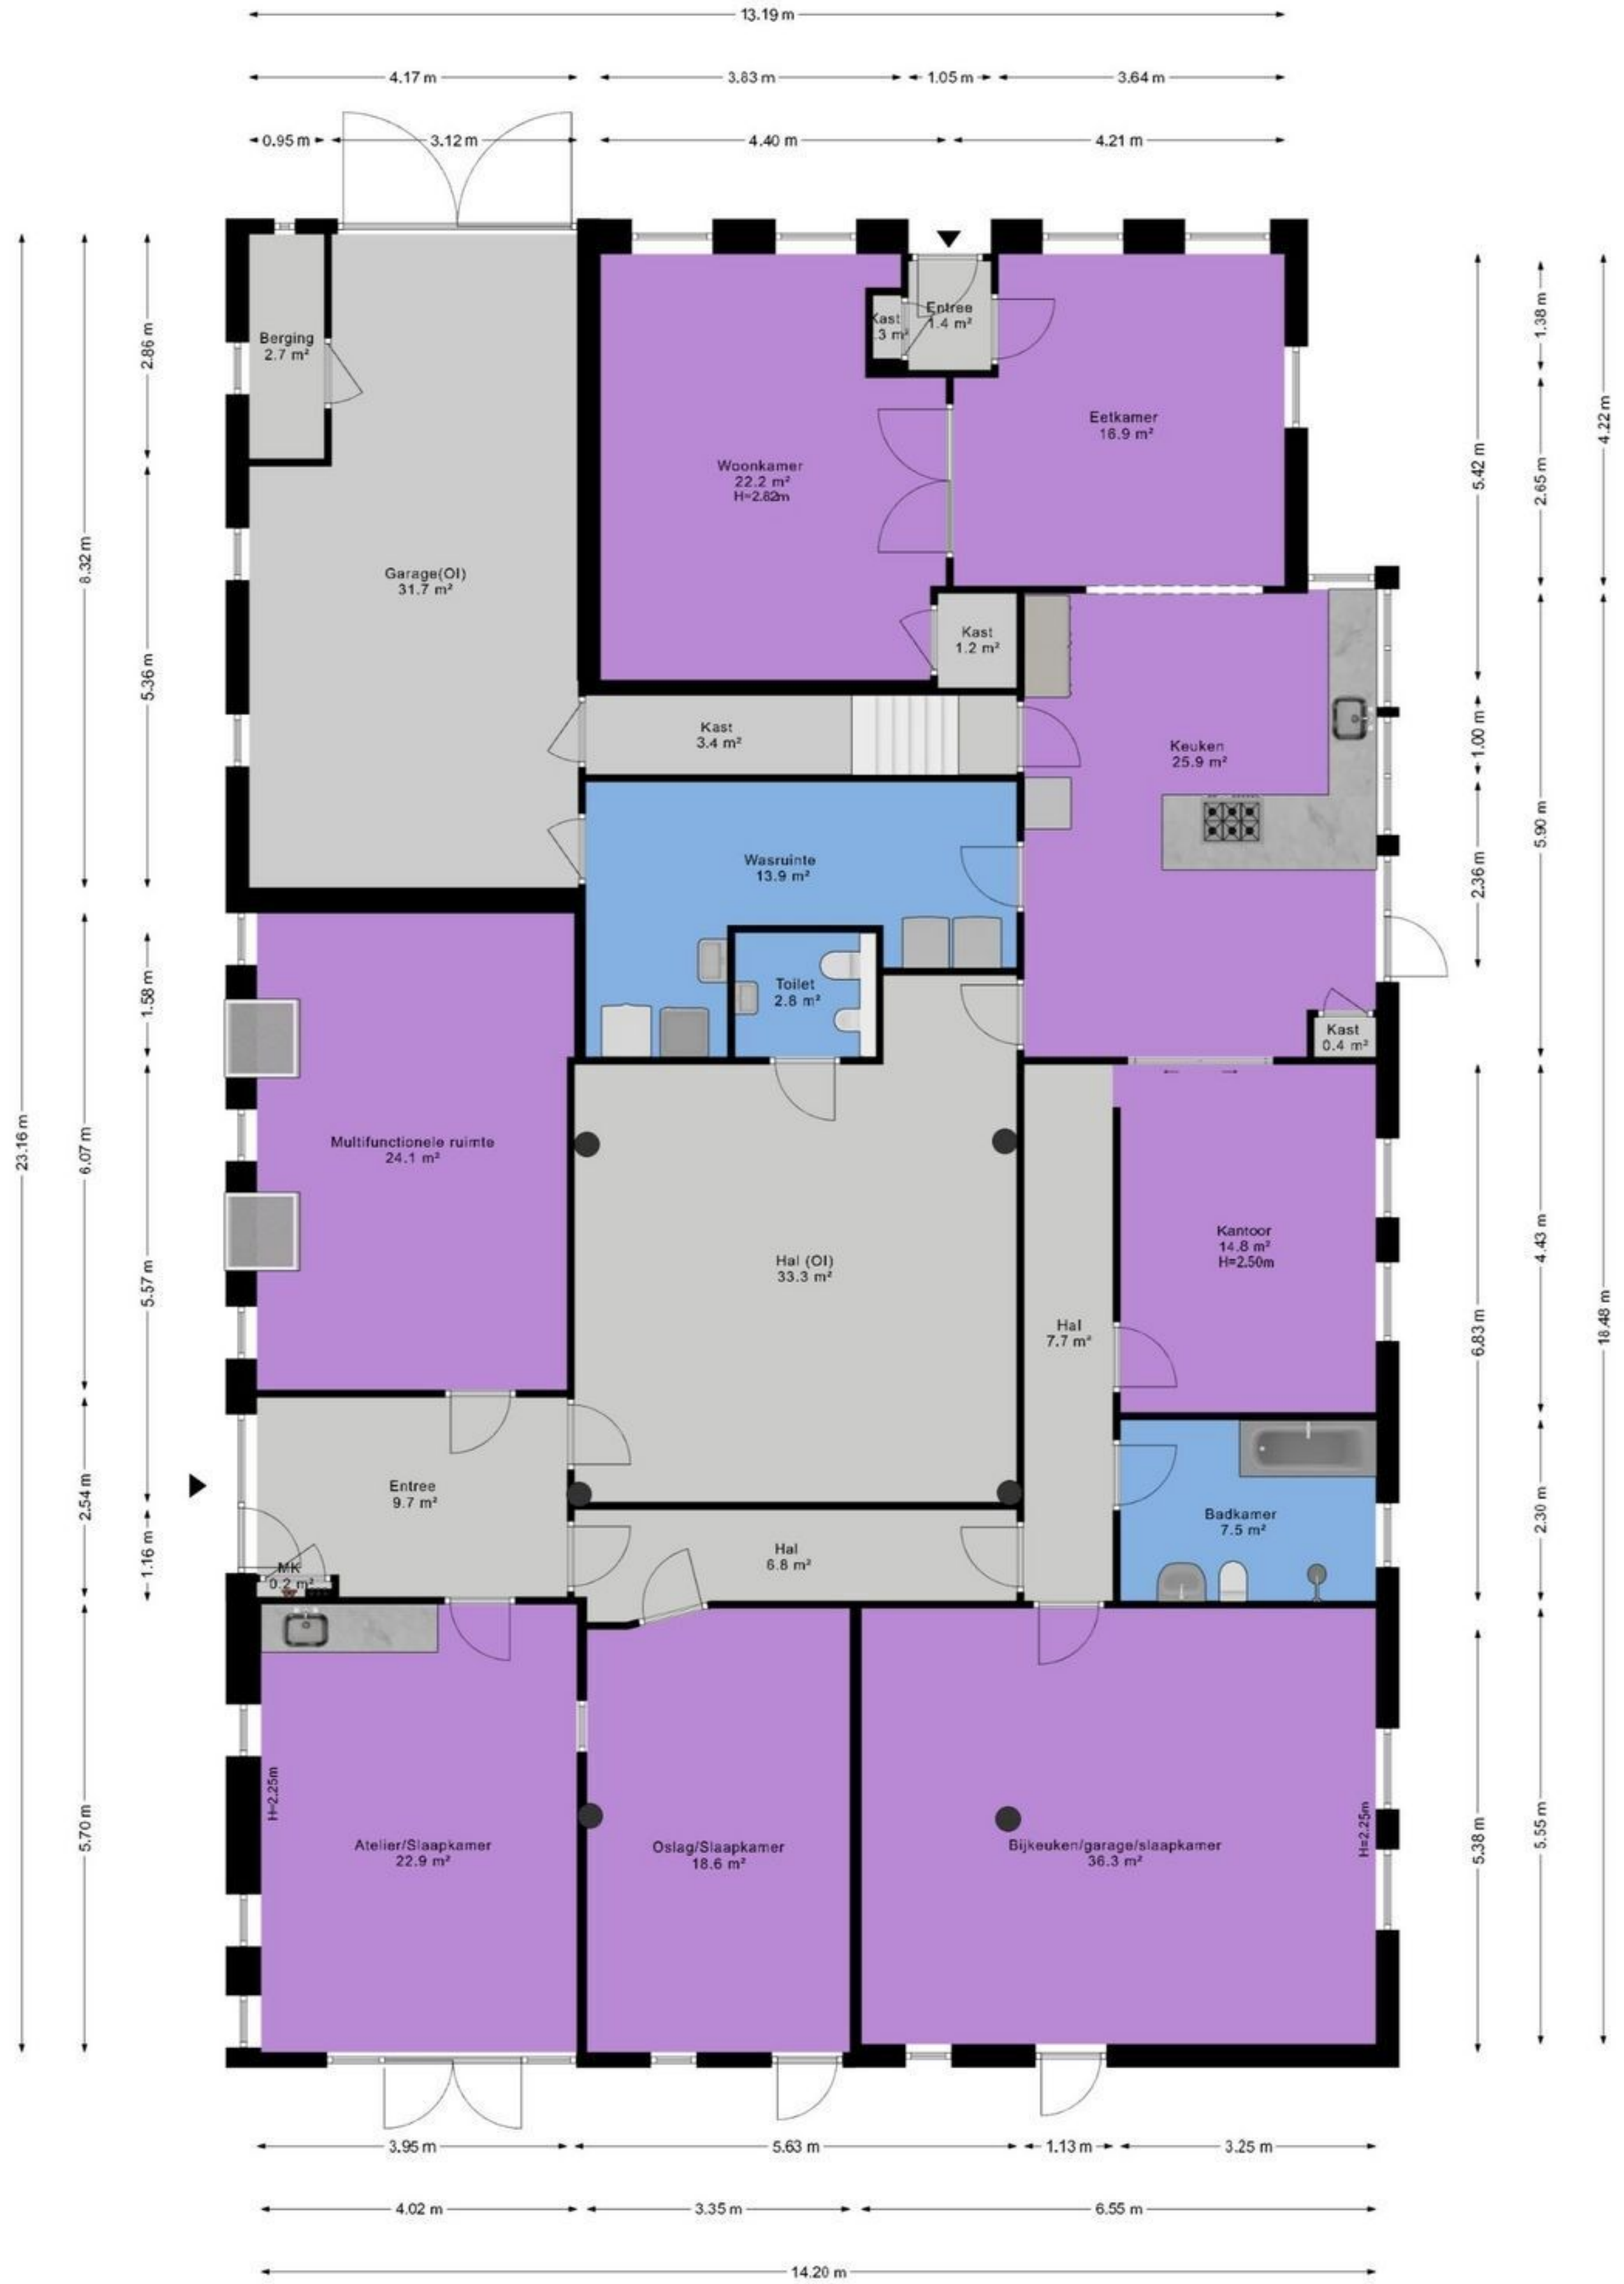 13.19 m
4.17 m
3.83 m
1.05 m
3.64 m
0.95 m
3.12 m
4.40 m
4.21 m
Berging
2.7 m²
Kast
.3 m²
Entree
1.4 m²
Eetkamer
16.9 m²
Woonkamer
22.2 m²
H=2.82m
Garage(OI)
31.7 m²
Kast
1.2 m²
Kast
3.4 m²
Keuken
25.9 m²
Wasruinte
13.9 m²
Toilet
2.8 m²
Kast
0.4 m²
Multifunctionele ruimte
24.1 m²
Hal (OI)
33.3 m²
Kantoor
14.8 m²
H=2.50m
Hal
7.7 m²
Entree
9.7 m²
Badkamer
7.5 m²
Hal
6.8 m²
MK
0.2 m²
H=2.25m
Atelier/Slaapkamer
22.9 m²
Oslag/Slaapkamer
18.6 m²
Bijkeuken/garage/slaapkamer
36.3 m²
H=2.25m
23.16 m
8.32 m
6.07 m
2.54 m
5.70 m
2.86 m
5.36 m
1.58 m
5.57 m
1.16 m
5.42 m
1.00 m
2.36 m
6.83 m
5.38 m
1.38 m
2.65 m
5.90 m
4.43 m
2.30 m
5.55 m
4.22 m
18.48 m
3.95 m
5.63 m
1.13 m
3.25 m
4.02 m
3.35 m
6.55 m
14.20 m